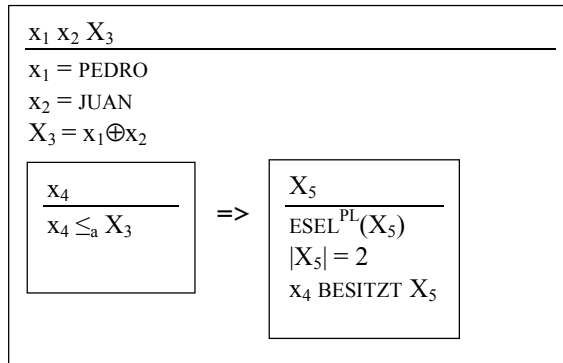 x₁ x₂ X₃
x₁ = PEDRO
x₂ = JUAN
X₃ = x₁⊕x₂
x₄
x₄ ≤ₐ X₃
=>
X₅
ESELᴾᴸ(X₅)
|X₅| = 2
x₄ BESITZT X₅